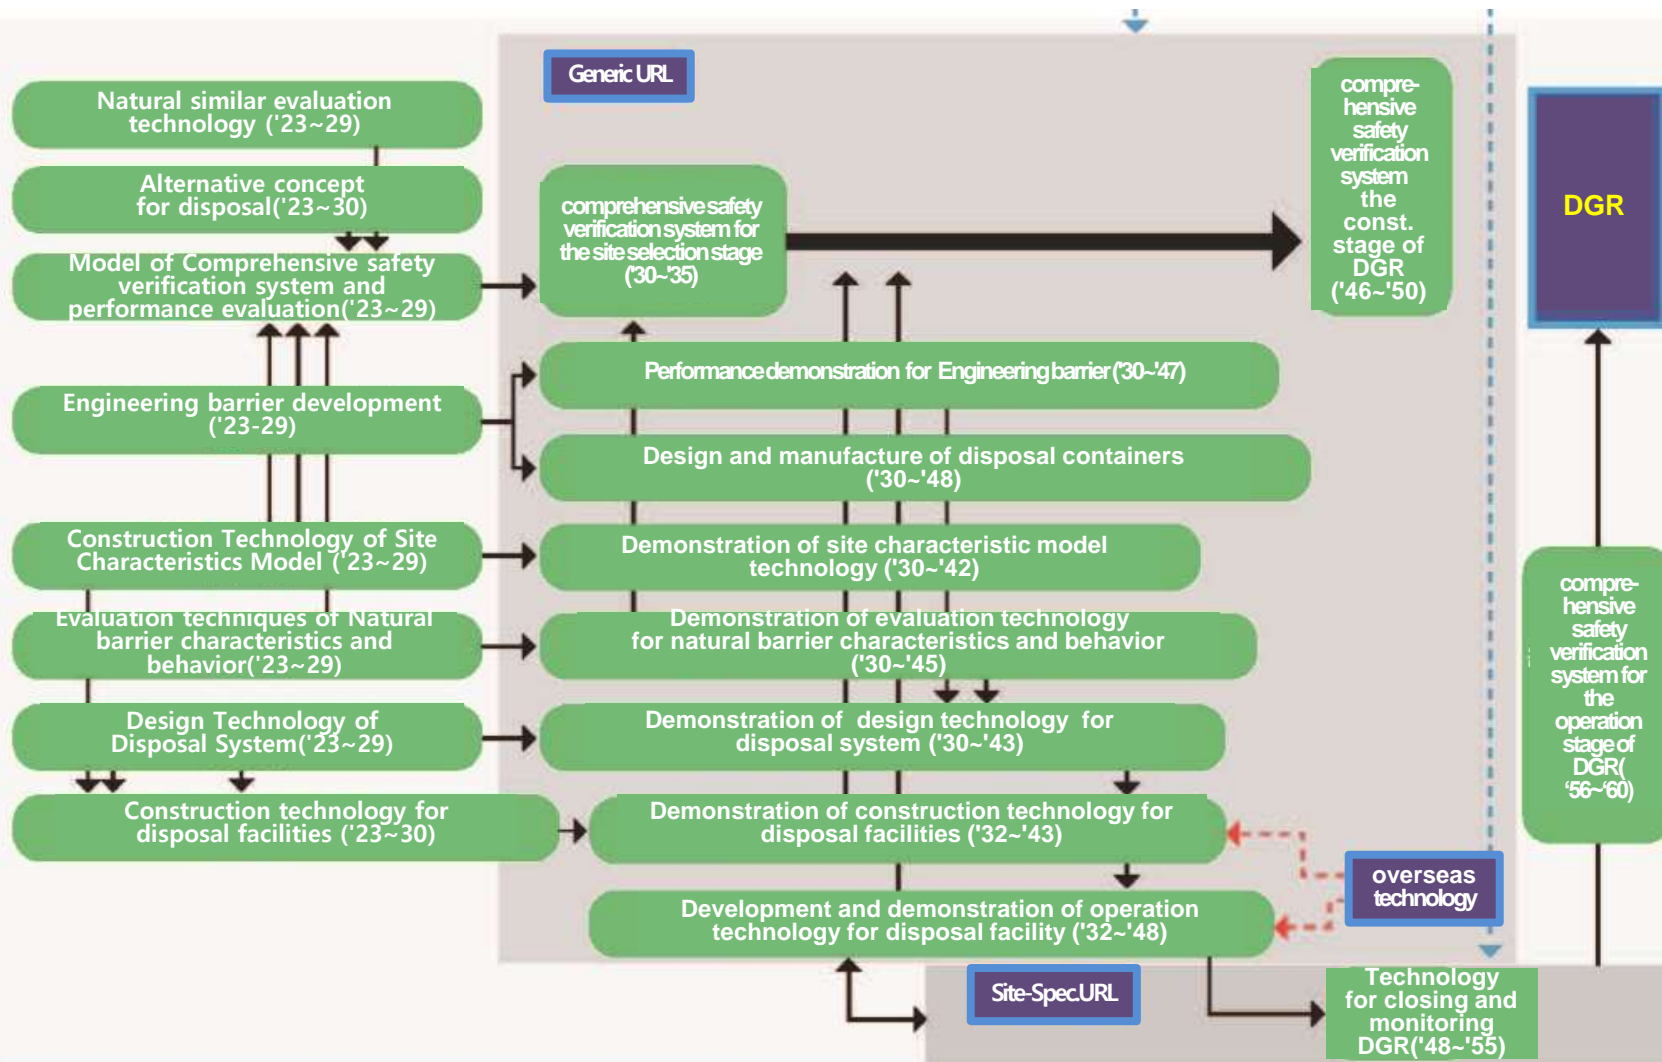 Generic URL
Natural similar evaluation
technology ('23~29)
Alternative concept
for disposal('23~30)
Model of Comprehensive safety
verification system and
performance evaluation('23~29)
Engineering barrier development
('23-29)
Construction Technology of Site
Characteristics Model ('23~29)
Evaluation techniques of Natural
barrier characteristics and
behavior('23~29)
Design Technology of
Disposal System('23~29)
Construction technology for
disposal facilities ('23~30)
comprehensive safety
verification system for
the site selection stage
('30~'35)
Performance demonstration for Engineering barrier ('30~'47)
Design and manufacture of disposal containers
('30~'48)
Demonstration of site characteristic model
technology ('30~'42)
Demonstration of evaluation technology
for natural barrier characteristics and behavior
('30~'45)
Demonstration of design technology for
disposal system ('30~'43)
Demonstration of construction technology for
disposal facilities ('32~'43)
Development and demonstration of operation
technology for disposal facility ('32~'48)
compre-
hensive
safety
verification
system
the
const.
stage of
DGR
('46~'50)
overseas
technology
Site-Spec.URL
Technology
for closing and
monitoring
DGR('48~'55)
DGR
compre-
hensive
safety
verification
system for
the
operation
stage of
DGR(
'56~'60)